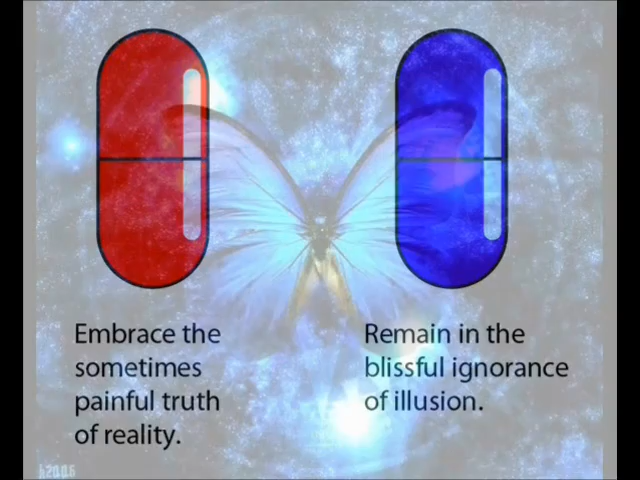 Embrace the
sometimes
painful truth
of reality.
Remain in the
blissful ignorance
of illusion.